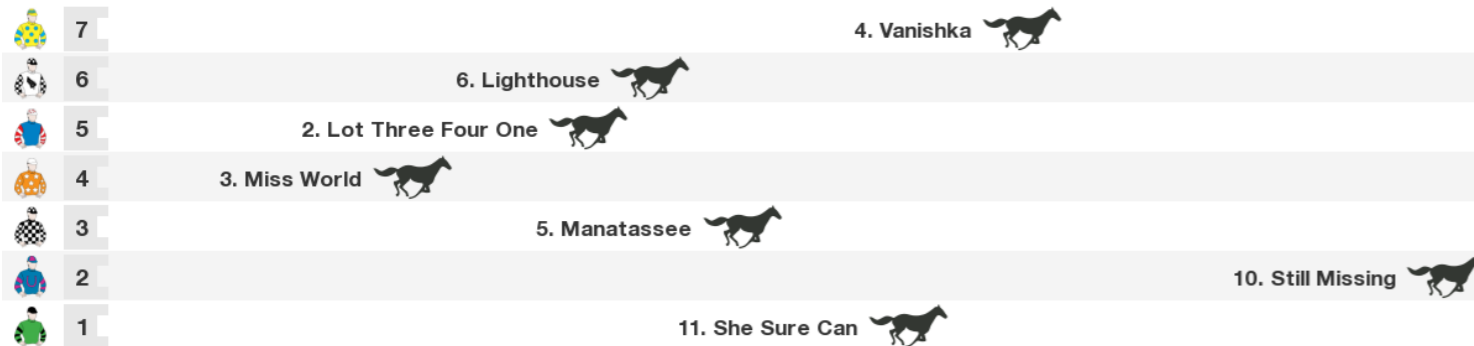 7 4. Vanishka
6 6. Lighthouse
5 2. Lot Three Four One
4 3. Miss World
3 5. Manatassee
2 10. Still Missing
1 11. She Sure Can